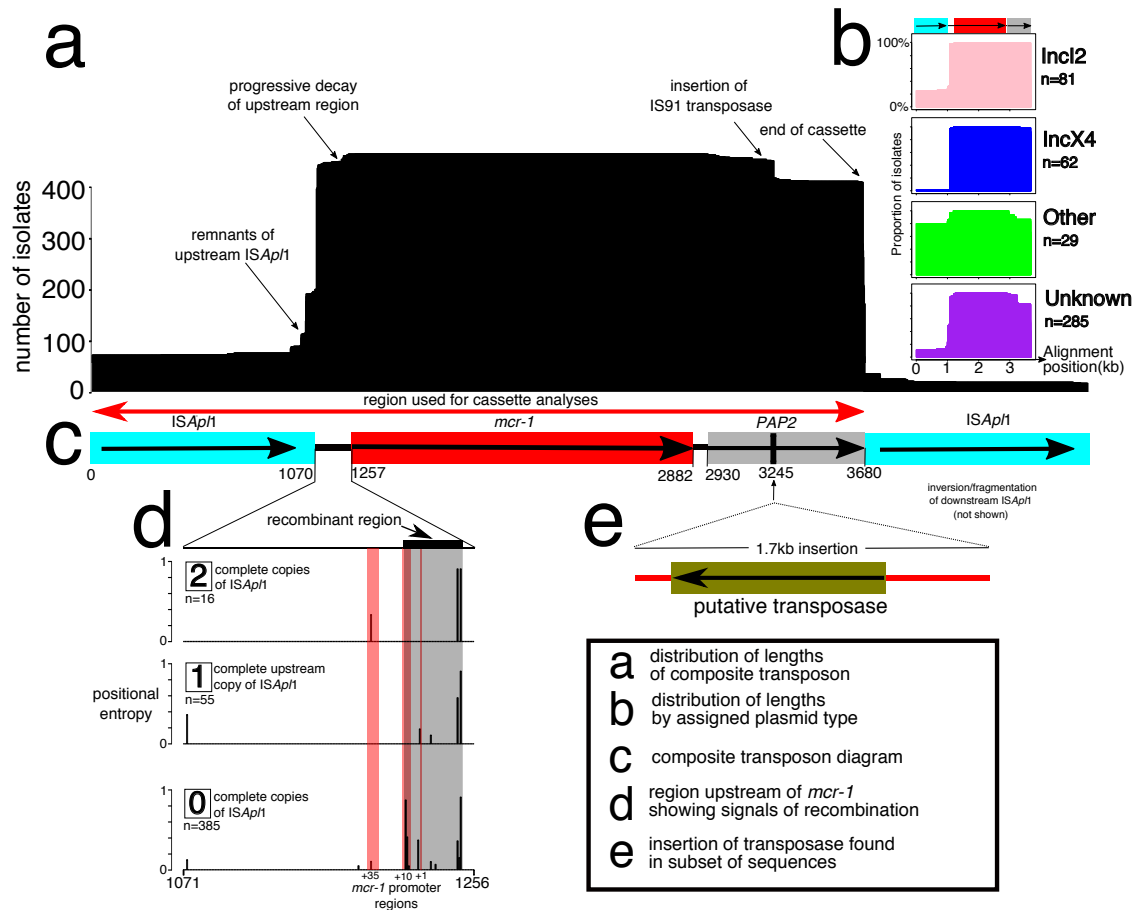 a
progressive decay
of upstream region
remnants of
upstream ISApl1
insertion of
IS91 transposase
end of cassette
number of isolates
400
300
200
100
0
b
100%
0%
Proportion of isolates
IncI2
n=81
IncX4
n=62
Other
n=29
Unknown
n=285
0 1 2 3
Alignment
position(kb)
region used for cassette analyses
c
ISApl1 mcr-1 PAP2 ISApl1
0 1070 1257 2882 2930 3245 3680
inversion/fragmentation
of downstream ISApl1
(not shown)
d
recombinant region
positional
entropy
1
0
2 complete copies
of ISApl1
n=16
1
0
1 complete upstream
copy of ISApl1
n=55
1
0
0 complete copies
of ISApl1
n=385
1071 1256
+35 +10 +1
mcr-1 promoter
regions
e
1.7kb insertion
putative transposase
a distribution of lengths
of composite transposon
b distribution of lengths
by assigned plasmid type
c composite transposon diagram
d region upstream of mcr-1
showing signals of recombination
e insertion of transposase found
in subset of sequences